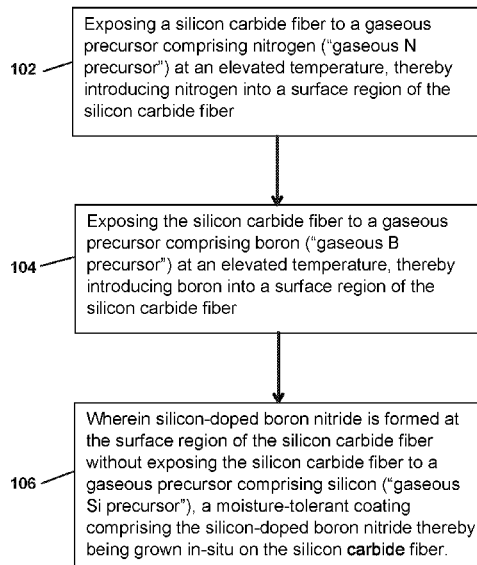 Exposing a silicon carbide fiber to a gaseous
precursor comprising nitrogen ("gaseous N
precursor") at an elevated temperature, thereby
introducing nitrogen into a surface region of the
silicon carbide fiber
102
Exposing the silicon carbide fiber to a gaseous
precursor comprising boron ("gaseous B
precursor") at an elevated temperature, thereby
introducing boron into a surface region of the
silicon carbide fiber
104
Wherein silicon-doped boron nitride is formed at
the surface region of the silicon carbide fiber
without exposing the silicon carbide fiber to a
gaseous precursor comprising silicon ("gaseous
Si precursor"), a moisture-tolerant coating
comprising the silicon-doped boron nitride thereby
being grown in-situ on the silicon carbide fiber.
106